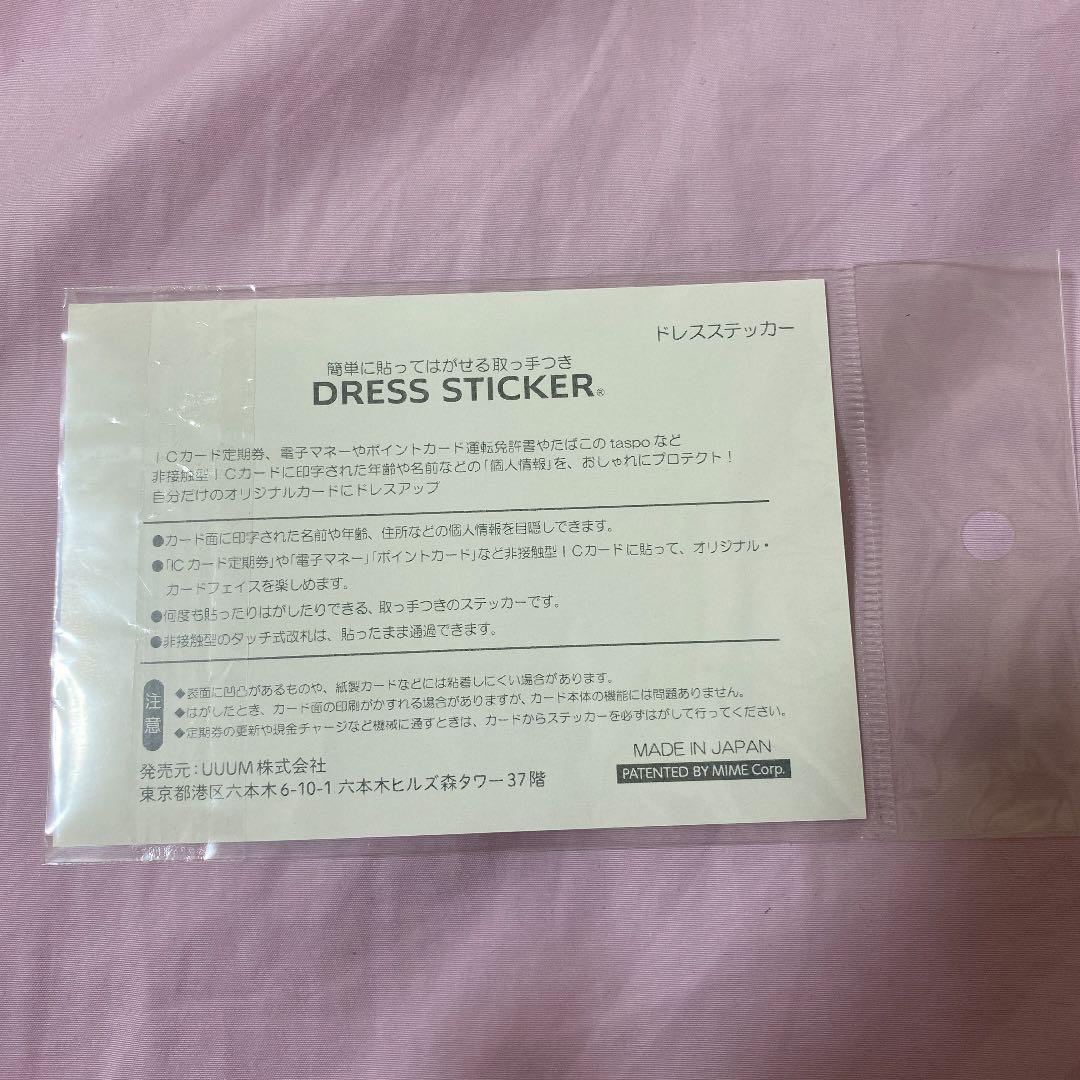 ドレスステッカー
簡単に貼ってはがせる取っ手つき
DRESS STICKER®
ICカード定期券、電子マネーやポイントカード運転免許書やたばこの taspo など
非接触型ICカードに印字された年齢や名前などの「個人情報」を、おしゃれにプロテクト!
自分だけのオリジナルカードにドレスアップ
●カード面に印字された名前や年齢、住所などの個人情報を目隠しできます。
●「ICカード定期券」や「電子マネー」「ポイントカード」など非接触型ICカードに貼って、オリジナル・
カードフェイスを楽しめます。
●何度も貼ったりはがしたりできる、取っ手つきのステッカーです。
●非接触型のタッチ式改札は、貼ったまま通過できます。
注意
◆表面に凹凸があるものや、紙製カードなどには粘着しにくい場合があります。
◆はがしたとき、カード面の印刷がかすれる場合がありますが、カード本体の機能には問題ありません。
◆定期券の更新や現金チャージなど機械に通すときは、カードからステッカーを必ずはがして行ってください。
発売元:UUUM株式会社
東京都港区六本木6-10-1 六本木ヒルズ森タワー37階
MADE IN JAPAN
PATENTED BY MIME Corp.